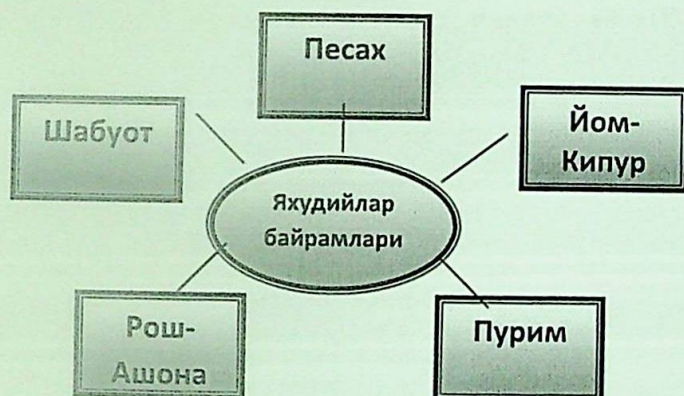 Песах
Шабуот
Йом-
Кипур
Яхудийлар
байрамлари
Рош-
Ашона
Пурим